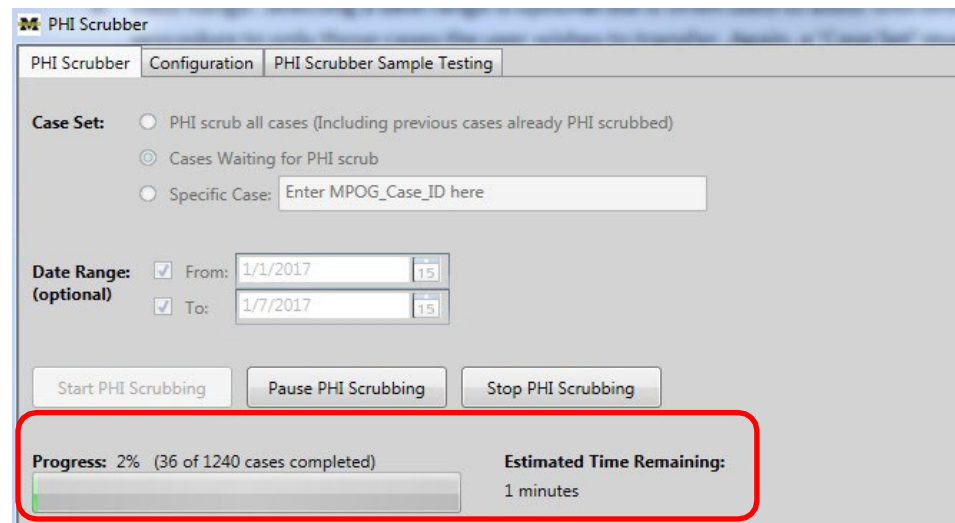 PHI Scrubber
PHI Scrubber Configuration PHI Scrubber Sample Testing
Case Set: PHI scrub all cases (Including previous cases already PHI scrubbed)
Cases Waiting for PHI scrub
Specific Case: Enter MPOG_Case_ID here
Date Range: From: 1/1/2017 15
(optional) To: 1/7/2017 15
Start PHI Scrubbing Pause PHI Scrubbing Stop PHI Scrubbing
Progress: 2% (36 of 1240 cases completed) Estimated Time Remaining:
1 minutes